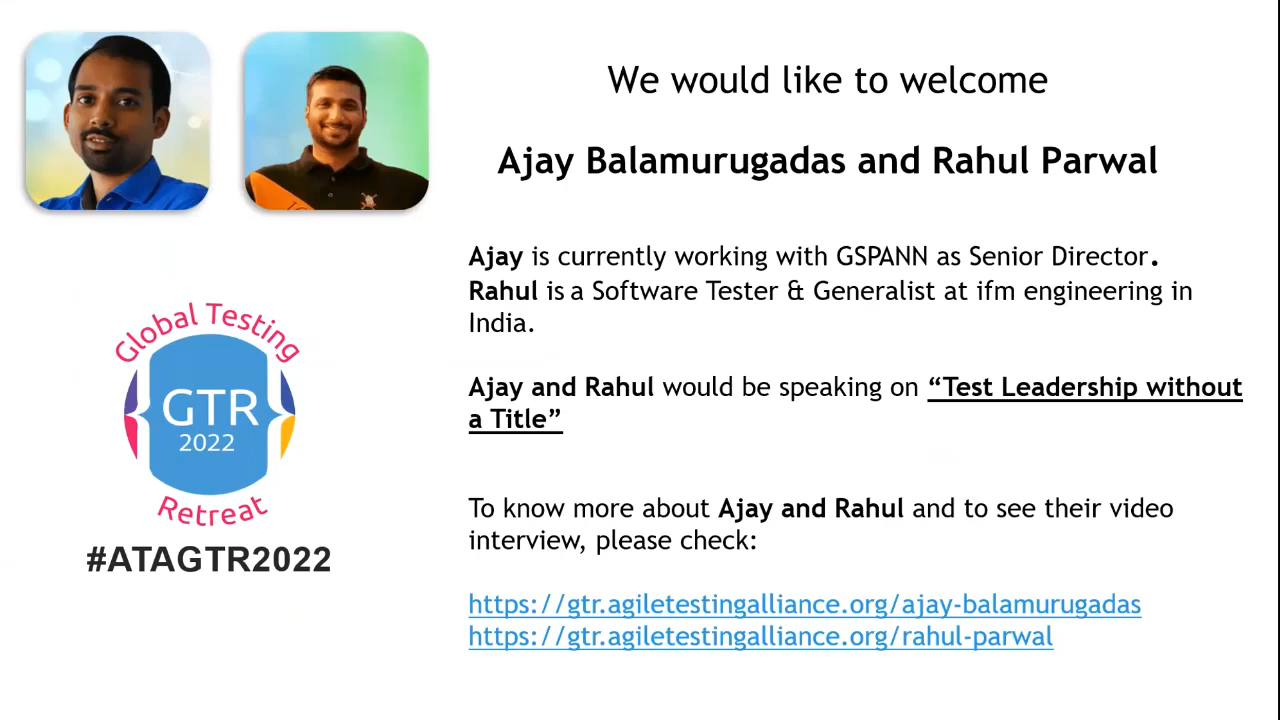 We would like to welcome
Ajay Balamurugadas and Rahul Parwal
Ajay is currently working with GSPANN as Senior Director.
Rahul is a Software Tester & Generalist at ifm engineering in
India.
Ajay and Rahul would be speaking on “Test Leadership without
a Title”
To know more about Ajay and Rahul and to see their video
interview, please check:
https://gtr.agiletestingalliance.org/ajay-balamurugadas
https://gtr.agiletestingalliance.org/rahul-parwal
Global Testing
GTR
2022
Retreat
#ATAGTR2022